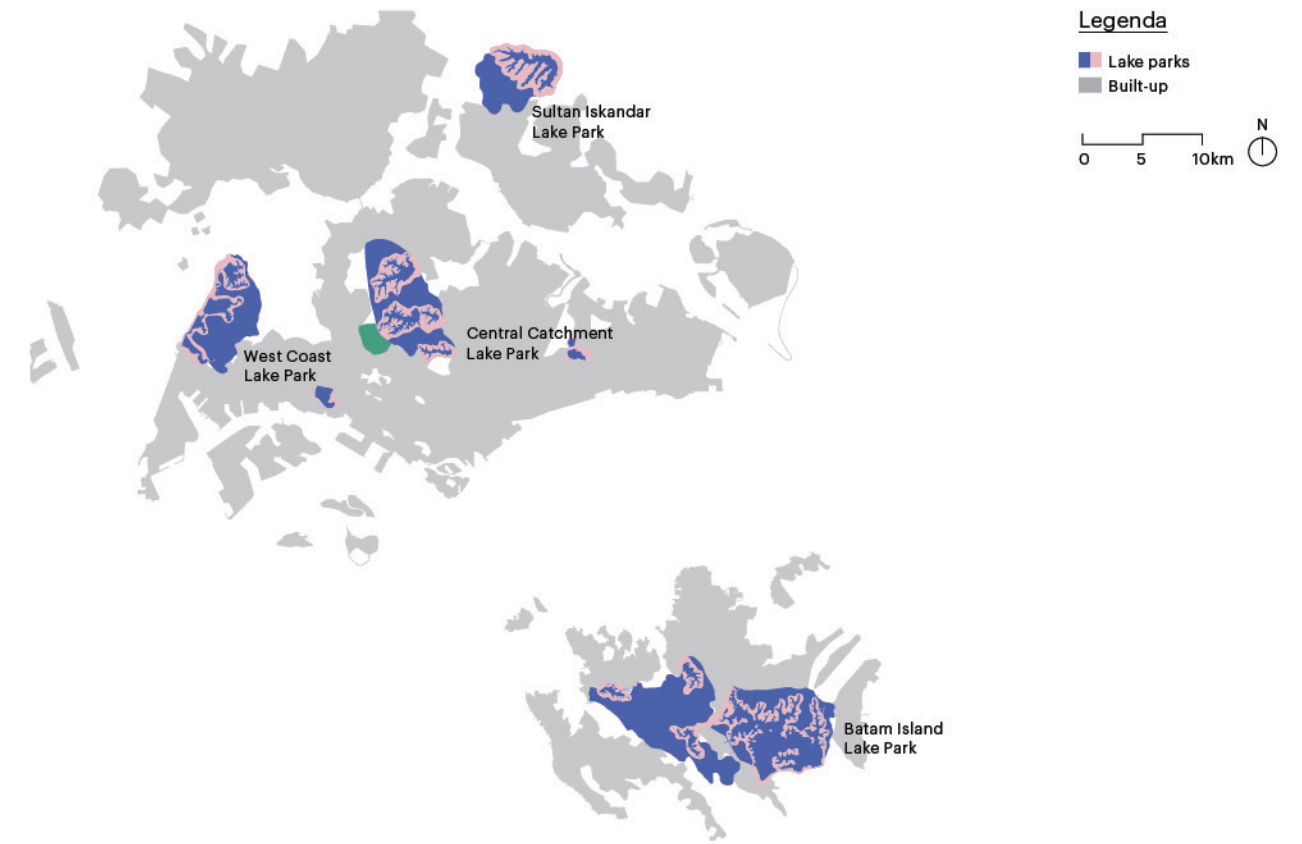 Legenda
Lake parks
Built-up
N
0 5 10km
Sultan Iskandar
Lake Park
Central Catchment
Lake Park
West Coast
Lake Park
Batam Island
Lake Park